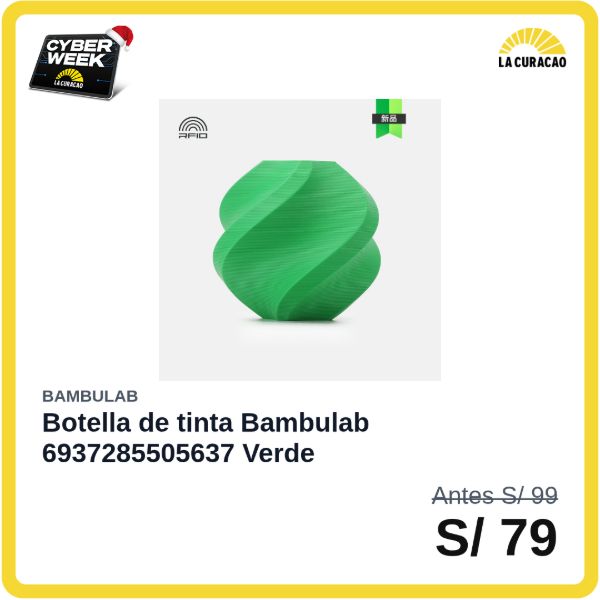 CYBER
WEEK
LA CURACAO
LA CURACAO
RFID
新品
BAMBULAB
Botella de tinta Bambulab
6937285505637 Verde
Antes S/ 99
S/ 79